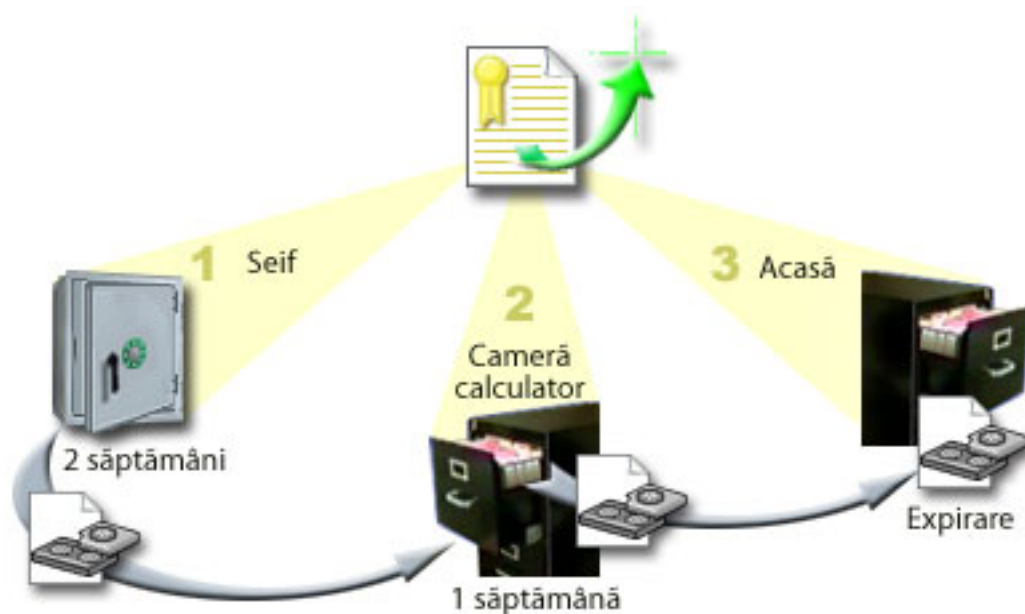 1 Seif
2 săptămâni
2
Cameră
calculator
1 săptămână
3 Acasă
Expirare